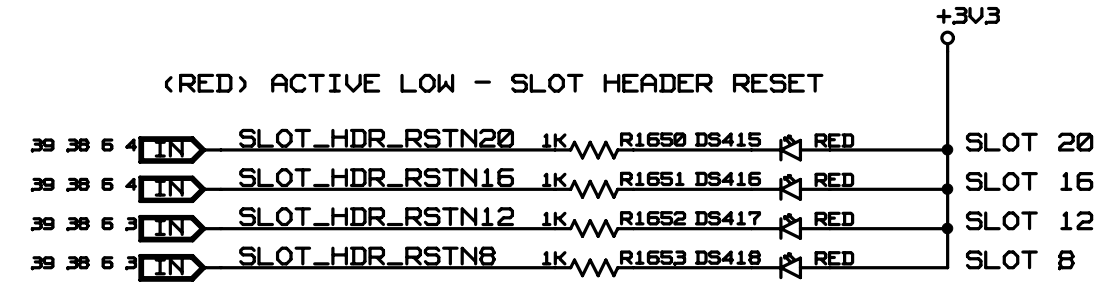 +3V3
(RED) ACTIVE LOW - SLOT HEADER RESET
39 38 6 4 IN SLOT_HDR_RSTN20 1K R1650 DS415 RED SLOT 20
39 38 6 4 IN SLOT_HDR_RSTN16 1K R1651 DS416 RED SLOT 16
39 38 6 3 IN SLOT_HDR_RSTN12 1K R1652 DS417 RED SLOT 12
39 38 6 3 IN SLOT_HDR_RSTN8 1K R1653 DS418 RED SLOT 8